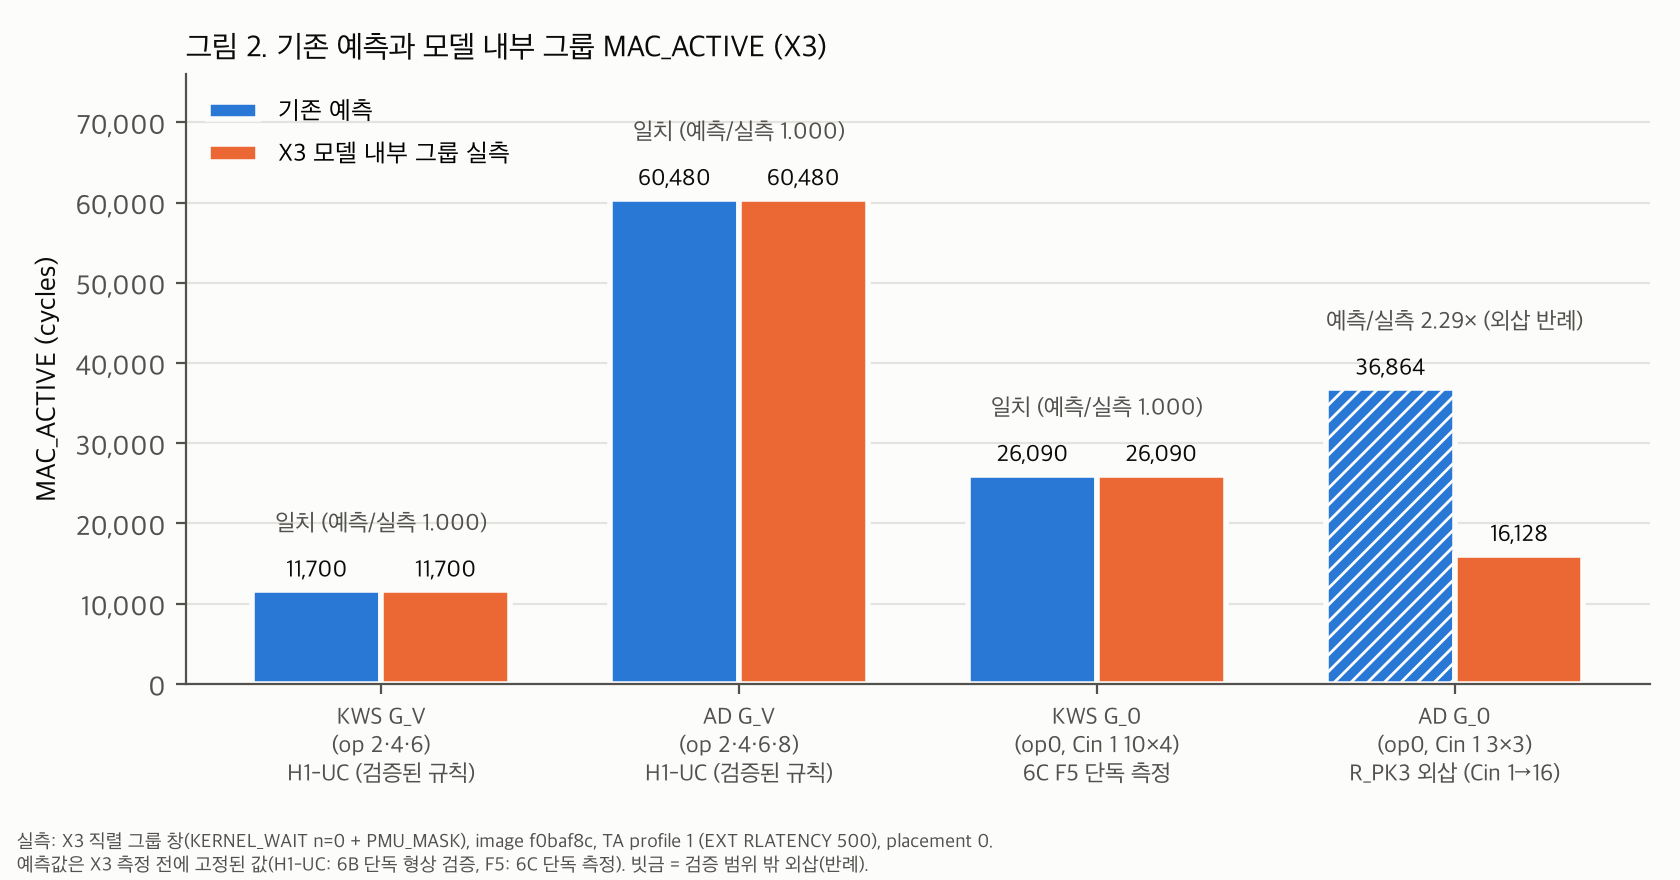 그림 2. 기존 예측과 모델 내부 그룹 MAC_ACTIVE (X3)
기존 예측
X3 모델 내부 그룹 실측
MAC_ACTIVE (cycles)
70,000
60,000
50,000
40,000
30,000
20,000
10,000
0
일치 (예측/실측 1.000)
11,700
11,700
일치 (예측/실측 1.000)
60,480
60,480
일치 (예측/실측 1.000)
26,090
26,090
예측/실측 2.29× (외삽 반례)
36,864
16,128
KWS G_V
(op 2·4·6)
H1-UC (검증된 규칙)
AD G_V
(op 2·4·6·8)
H1-UC (검증된 규칙)
KWS G_0
(op0, Cin 1 10×4)
6C F5 단독 측정
AD G_0
(op0, Cin 1 3×3)
R_PK3 외삽 (Cin 1→16)
실측: X3 직렬 그룹 창(KERNEL_WAIT n=0 + PMU_MASK), image f0baf8c, TA profile 1 (EXT RLATENCY 500), placement 0.
예측값은 X3 측정 전에 고정된 값(H1-UC: 6B 단독 형상 검증, F5: 6C 단독 측정). 빗금 = 검증 범위 밖 외삽(반례).